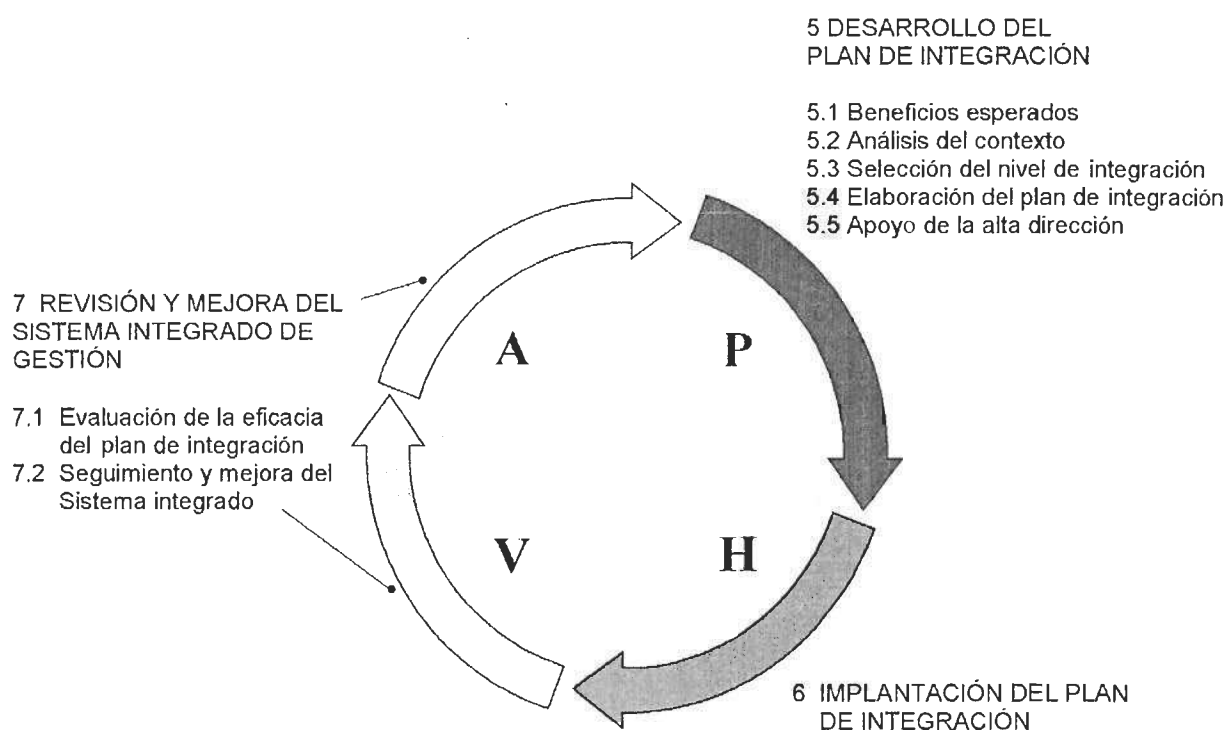 5 DESARROLLO DEL
PLAN DE INTEGRACIÓN
5.1 Beneficios esperados
5.2 Análisis del contexto
5.3 Selección del nivel de integración
5.4 Elaboración del plan de integración
5.5 Apoyo de la alta dirección
7 REVISIÓN Y MEJORA DEL
SISTEMA INTEGRADO DE
GESTIÓN
7.1 Evaluación de la eficacia
del plan de integración
7.2 Seguimiento y mejora del
Sistema integrado
A
P
V
H
6 IMPLANTACIÓN DEL PLAN
DE INTEGRACIÓN